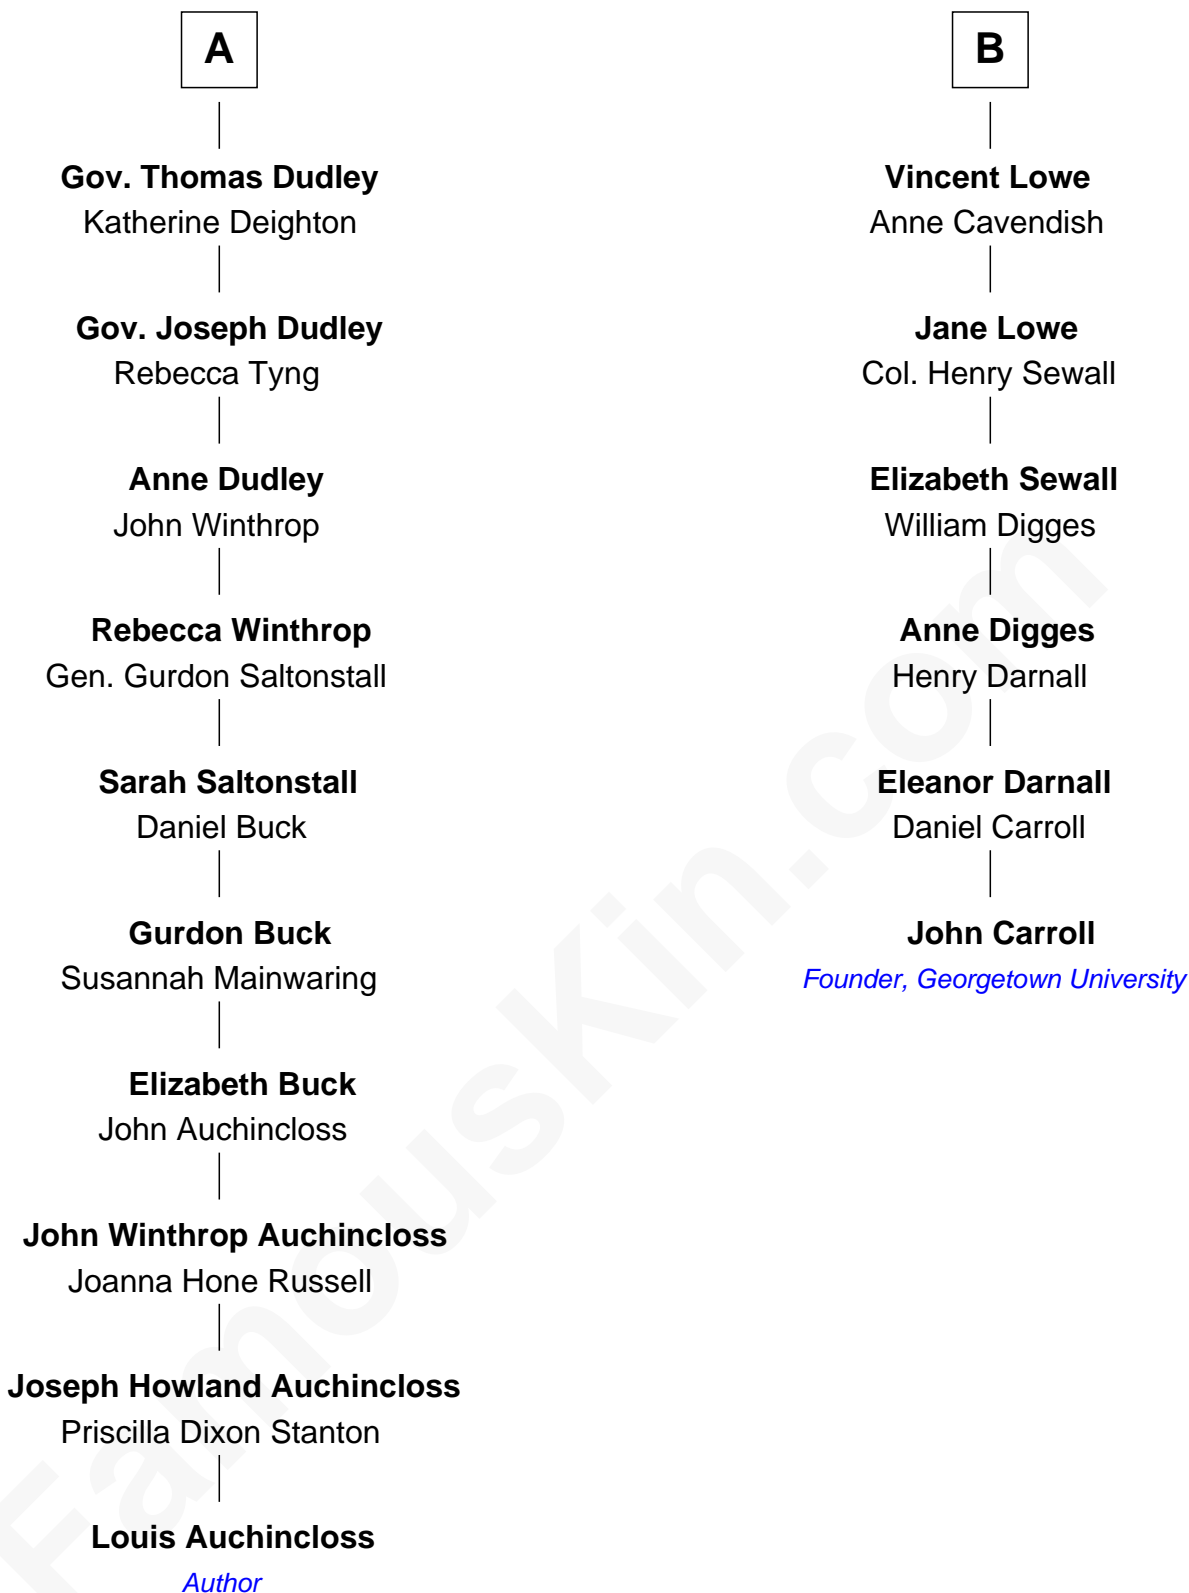 A
Gov. Thomas Dudley
Katherine Deighton
Gov. Joseph Dudley
Rebecca Tyng
Anne Dudley
John Winthrop
Rebecca Winthrop
Gen. Gurdon Saltonstall
Sarah Saltonstall
Daniel Buck
Gurdon Buck
Susannah Mainwaring
Elizabeth Buck
John Auchincloss
John Winthrop Auchincloss
Joanna Hone Russell
Joseph Howland Auchincloss
Priscilla Dixon Stanton
Louis Auchincloss
Author
B
Vincent Lowe
Anne Cavendish
Jane Lowe
Col. Henry Sewall
Elizabeth Sewall
William Digges
Anne Digges
Henry Darnall
Eleanor Darnall
Daniel Carroll
John Carroll
Founder, Georgetown University
FamousKin.com